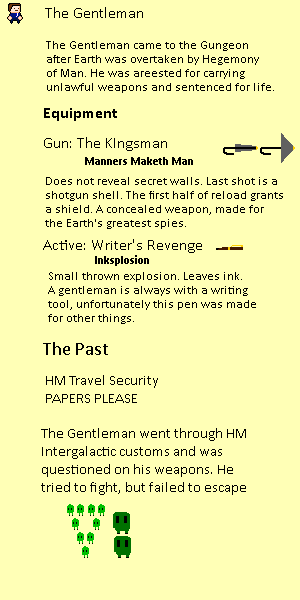 The Gentleman
The Gentleman came to the Gungeon
after Earth was overtaken by Hegemony
of Man. He was areested for carrying
unlawful weapons and sentenced for life.
Equipment
Gun: The KIngsman
Manners Maketh Man
Does not reveal secret walls. Last shot is a
shotgun shell. The first half of reload grants
a shield. A concealed weapon, made for
the Earth's greatest spies.
Active: Writer's Revenge
Inksplosion
Small thrown explosion. Leaves ink.
A gentleman is always with a writing
tool, unfortunately this pen was made
for other things.
The Past
HM Travel Security
PAPERS PLEASE
The Gentleman went through HM
Intergalactic customs and was
questioned on his weapons. He
tried to fight, but failed to escape